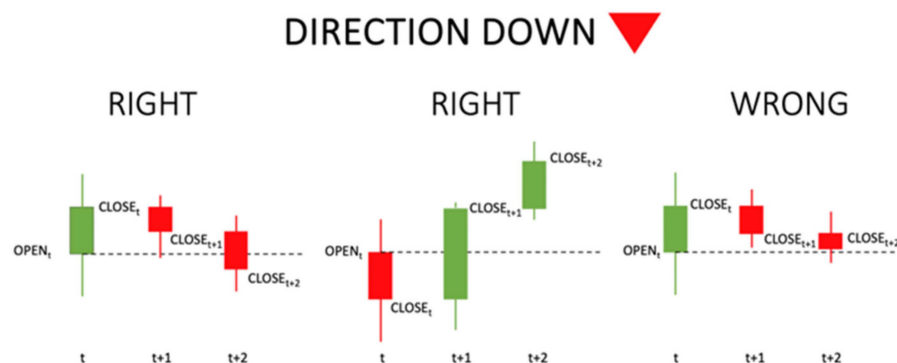 DIRECTION DOWN
RIGHT
RIGHT
WRONG
CLOSEₜ
CLOSEₜ₊₁
OPENₜ
CLOSEₜ₊₂
t
t+1
t+2
CLOSEₜ₊₂
CLOSEₜ₊₁
OPENₜ
CLOSEₜ
t
t+1
t+2
CLOSEₜ
CLOSEₜ₊₁
CLOSEₜ₊₂
OPENₜ
t
t+1
t+2